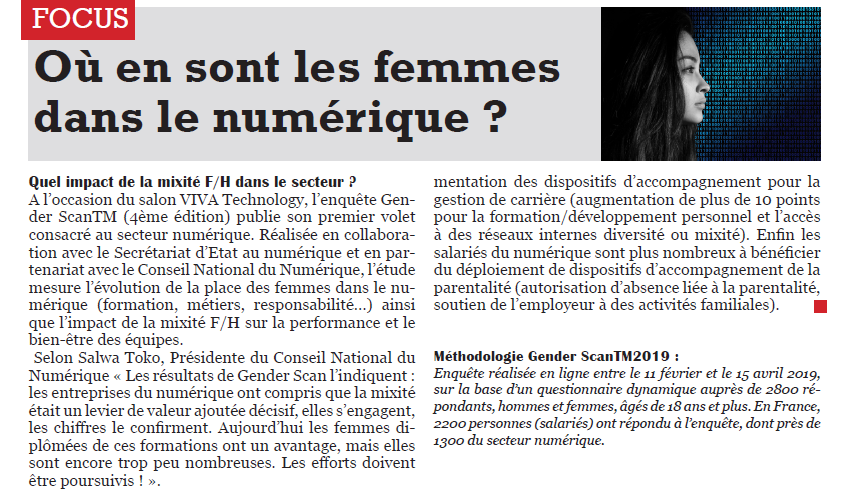 FOCUS
Où en sont les femmes
dans le numérique ?
Quel impact de la mixité F/H dans le secteur ?
A l'occasion du salon VIVA Technology, l'enquête Gen-
der ScanTM (4ème édition) publie son premier volet
consacré au secteur numérique. Réalisée en collabora-
tion avec le Secrétariat d'Etat au numérique et en par-
tenariat avec le Conseil National du Numérique, l'étude
mesure l'évolution de la place des femmes dans le nu-
mérique (formation, métiers, responsabilité...) ainsi
que l'impact de la mixité F/H sur la performance et le
bien-être des équipes.
Selon Salwa Toko, Présidente du Conseil National du
Numérique « Les résultats de Gender Scan l'indiquent :
les entreprises du numérique ont compris que la mixité
était un levier de valeur ajoutée décisif, elles s'engagent,
les chiffres le confirment. Aujourd'hui les femmes di-
plômées de ces formations ont un avantage, mais elles
sont encore trop peu nombreuses. Les efforts doivent
être poursuivis ! ».
mentation des dispositifs d'accompagnement pour la
gestion de carrière (augmentation de plus de 10 points
pour la formation/développement personnel et l'accès
à des réseaux internes diversité ou mixité). Enfin les
salariés du numérique sont plus nombreux à bénéficier
du déploiement de dispositifs d'accompagnement de la
parentalité (autorisation d'absence liée à la parentalité,
soutien de l'employeur à des activités familiales).
Méthodologie Gender ScanTM2019 :
Enquête réalisée en ligne entre le 11 février et le 15 avril 2019,
sur la base d'un questionnaire dynamique auprès de 2800 ré-
pondants, hommes et femmes, âgés de 18 ans et plus. En France,
2200 personnes (salariés) ont répondu à l'enquête, dont près de
1300 du secteur numérique.